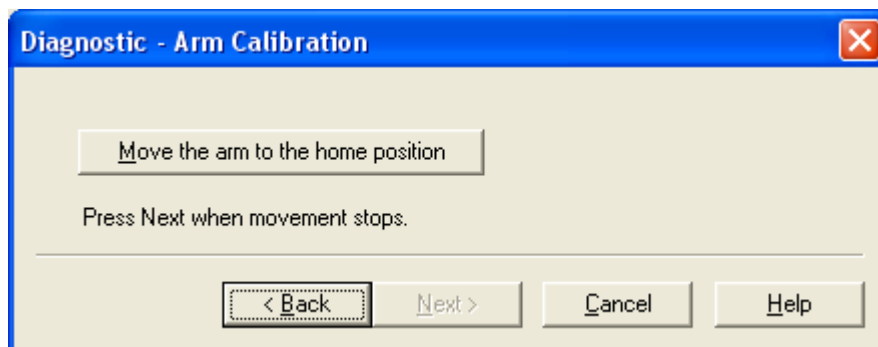 Diagnostic - Arm Calibration
Move the arm to the home position
Press Next when movement stops.
< Back Next > Cancel Help